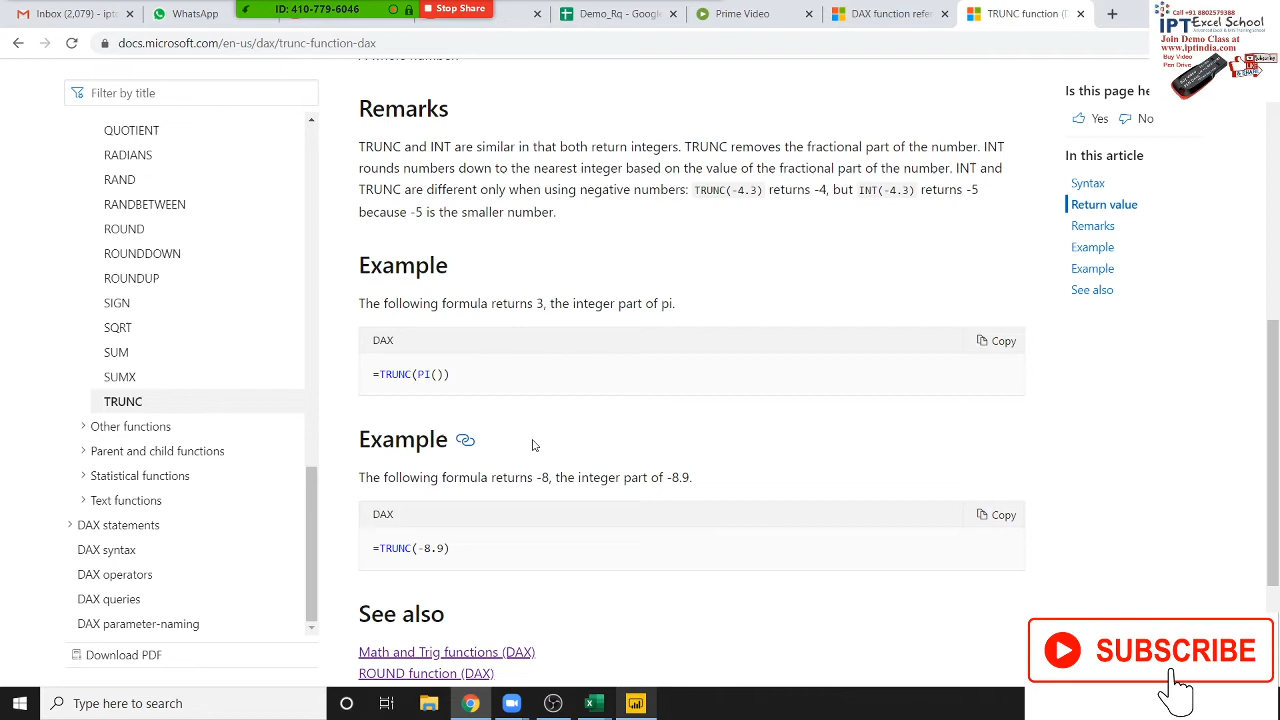 Inbox (
WhatsApp
ID: 410-779-6046
Stop Share
Demo_Re
- Google
Prime Video
DAX function refer
TRUNC function (D
docs.microsoft.com/en-us/dax/trunc-function-dax
Call +91 8802579388
IPT Excel School
Join Demo Class at
www.iptindia.com
Buy Video
Pen Drive
Filter by title
QUOTIENT
RADIANS
RAND
RANDBETWEEN
ROUND
ROUNDDOWN
ROUNDUP
SIGN
SQRT
SUM
SUMX
TRUNC
Other functions
Parent and child functions
Statistical functions
Text functions
DAX statements
DAX syntax
DAX operators
DAX queries
DAX parameter-naming
Download PDF
Remarks
TRUNC and INT are similar in that both return integers. TRUNC removes the fractional part of the number. INT
rounds numbers down to the nearest integer based on the value of the fractional part of the number. INT and
TRUNC are different only when using negative numbers: TRUNC(-4.3) returns -4, but INT(-4.3) returns -5
because -5 is the smaller number.
Example
The following formula returns 3, the integer part of pi.
DAX
Copy
=TRUNC(PI())
Example
The following formula returns -8, the integer part of -8.9.
DAX
Copy
=TRUNC(-8.9)
See also
Math and Trig functions (DAX)
ROUND function (DAX)
Is this page he
Yes
No
In this article
Syntax
Return value
Remarks
Example
Example
See also
SUBSCRIBE
Type here to search